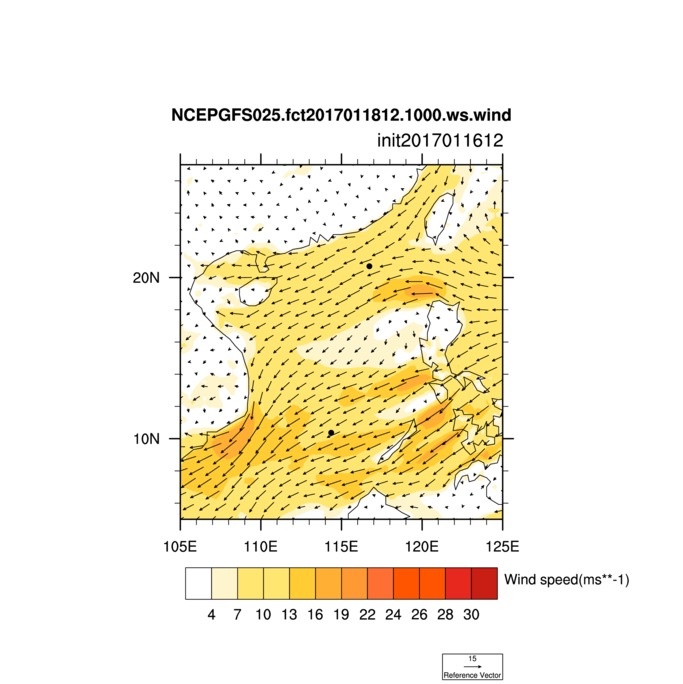 NCEPGFS025.fct2017011812.1000.ws.wind
init2017011612
20N
10N
105E 110E 115E 120E 125E
Wind speed(ms**-1)
4 7 10 13 16 19 22 24 26 28 30
15
Reference Vector